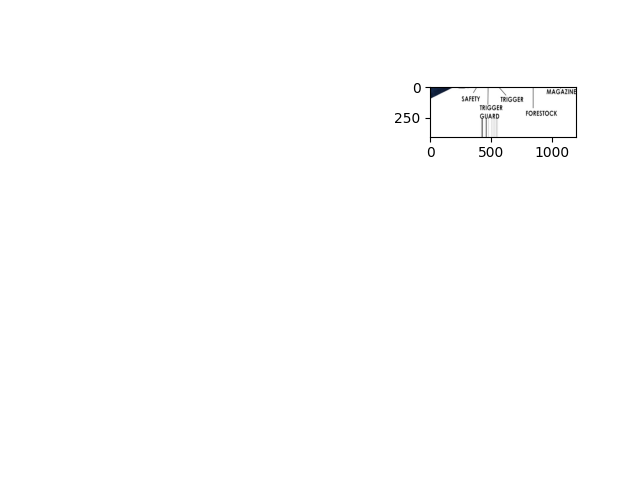 0
MAGAZINE
SAFETY
TRIGGER
TRIGGER
GUARD
FORESTOCK
250
0
500
1000